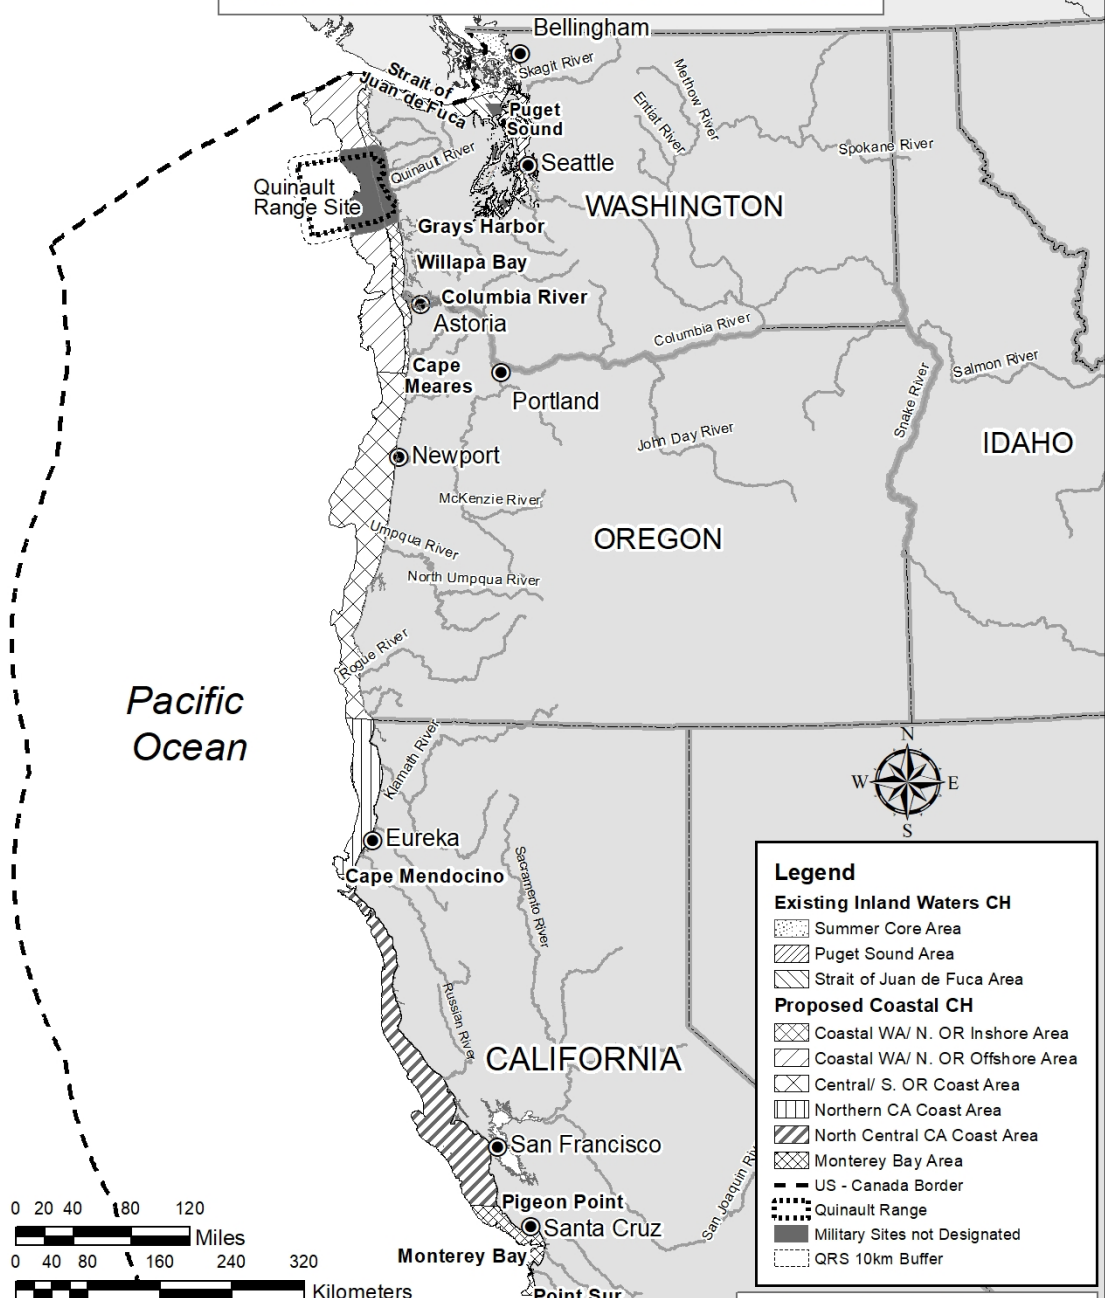 Bellingham
Skagit River
Strait of
Juan de Fuca
Puget
Sound
Methow River
Entiat River
Spokane River
Quinault River
Seattle
Quinault
Range Site
WASHINGTON
Grays Harbor
Willapa Bay
Columbia River
Astoria
Columbia River
Cape
Meares
Portland
Salmon River
Snake River
John Day River
IDAHO
Newport
McKenzie River
Umpqua River
OREGON
North Umpqua River
Rogue River
Pacific
Ocean
Klamath River
N
W
E
S
Eureka
Cape Mendocino
Sacramento River
Russian River
CALIFORNIA
San Francisco
San Joaquin Riv
Pigeon Point
Santa Cruz
Monterey Bay
Point Sur
Legend
Existing Inland Waters CH
Summer Core Area
Puget Sound Area
Strait of Juan de Fuca Area
Proposed Coastal CH
Coastal WA/ N. OR Inshore Area
Coastal WA/ N. OR Offshore Area
Central/ S. OR Coast Area
Northern CA Coast Area
North Central CA Coast Area
Monterey Bay Area
US - Canada Border
Quinault Range
Military Sites not Designated
QRS 10km Buffer
0 20 40 80 120
Miles
0 40 80 160 240 320
Kilometers